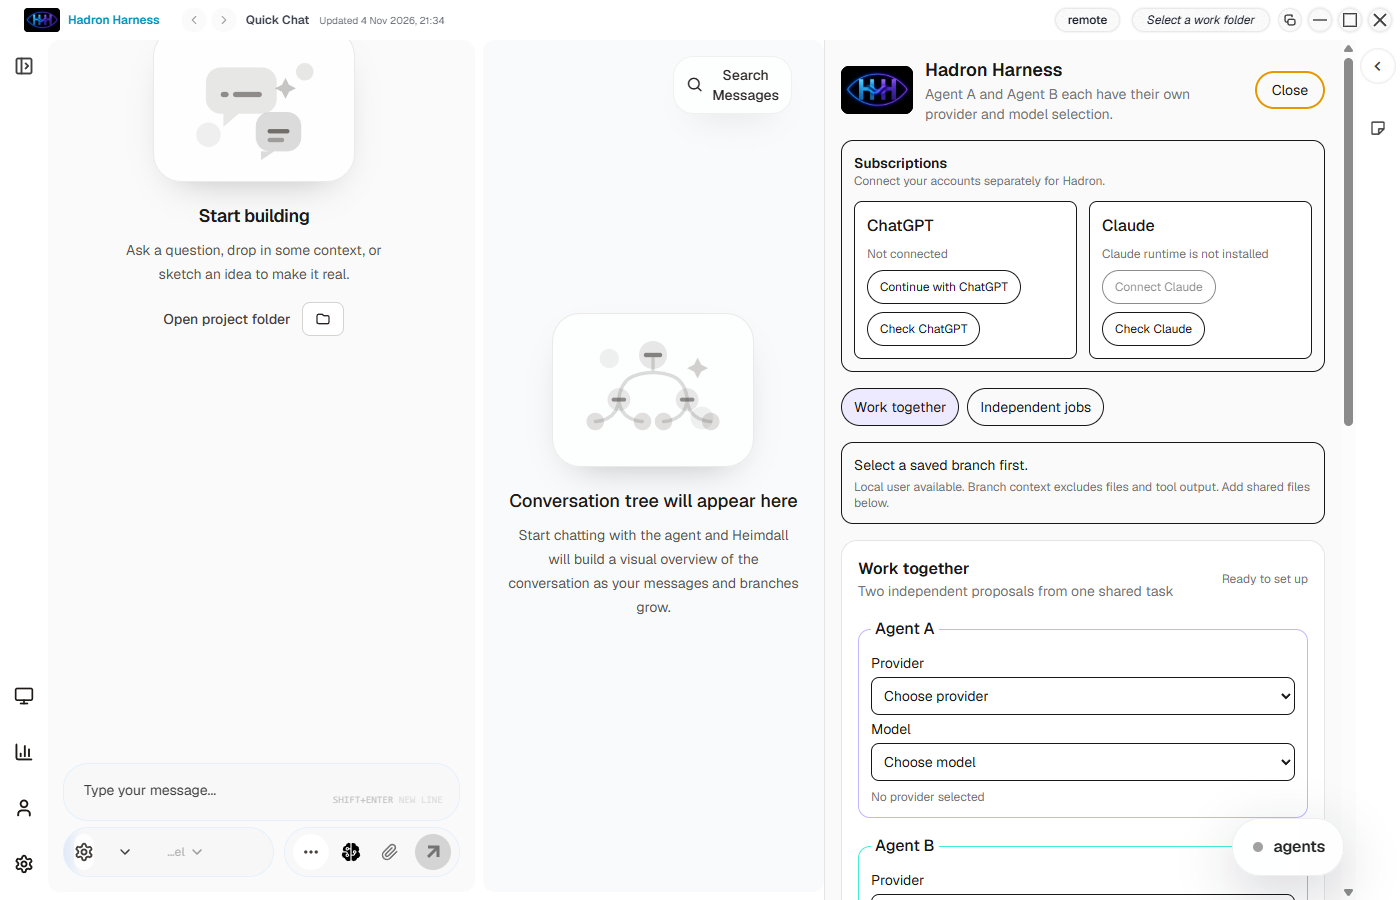 Hadron Harness
Quick Chat
Updated 4 Nov 2026, 21:34
remote
Select a work folder
Start building
Ask a question, drop in some context, or
sketch an idea to make it real.
Open project folder
Type your message...
SHIFT+ENTER NEW LINE
...el
Search
Messages
Conversation tree will appear here
Start chatting with the agent and Heimdall
will build a visual overview of the
conversation as your messages and branches
grow.
Hadron Harness
Agent A and Agent B each have their own
provider and model selection.
Close
Subscriptions
Connect your accounts separately for Hadron.
ChatGPT
Not connected
Continue with ChatGPT
Check ChatGPT
Claude
Claude runtime is not installed
Connect Claude
Check Claude
Work together
Independent jobs
Select a saved branch first.
Local user available. Branch context excludes files and tool output. Add shared files
below.
Work together
Two independent proposals from one shared task
Ready to set up
Agent A
Provider
Choose provider
Model
Choose model
No provider selected
Agent B
Provider
agents